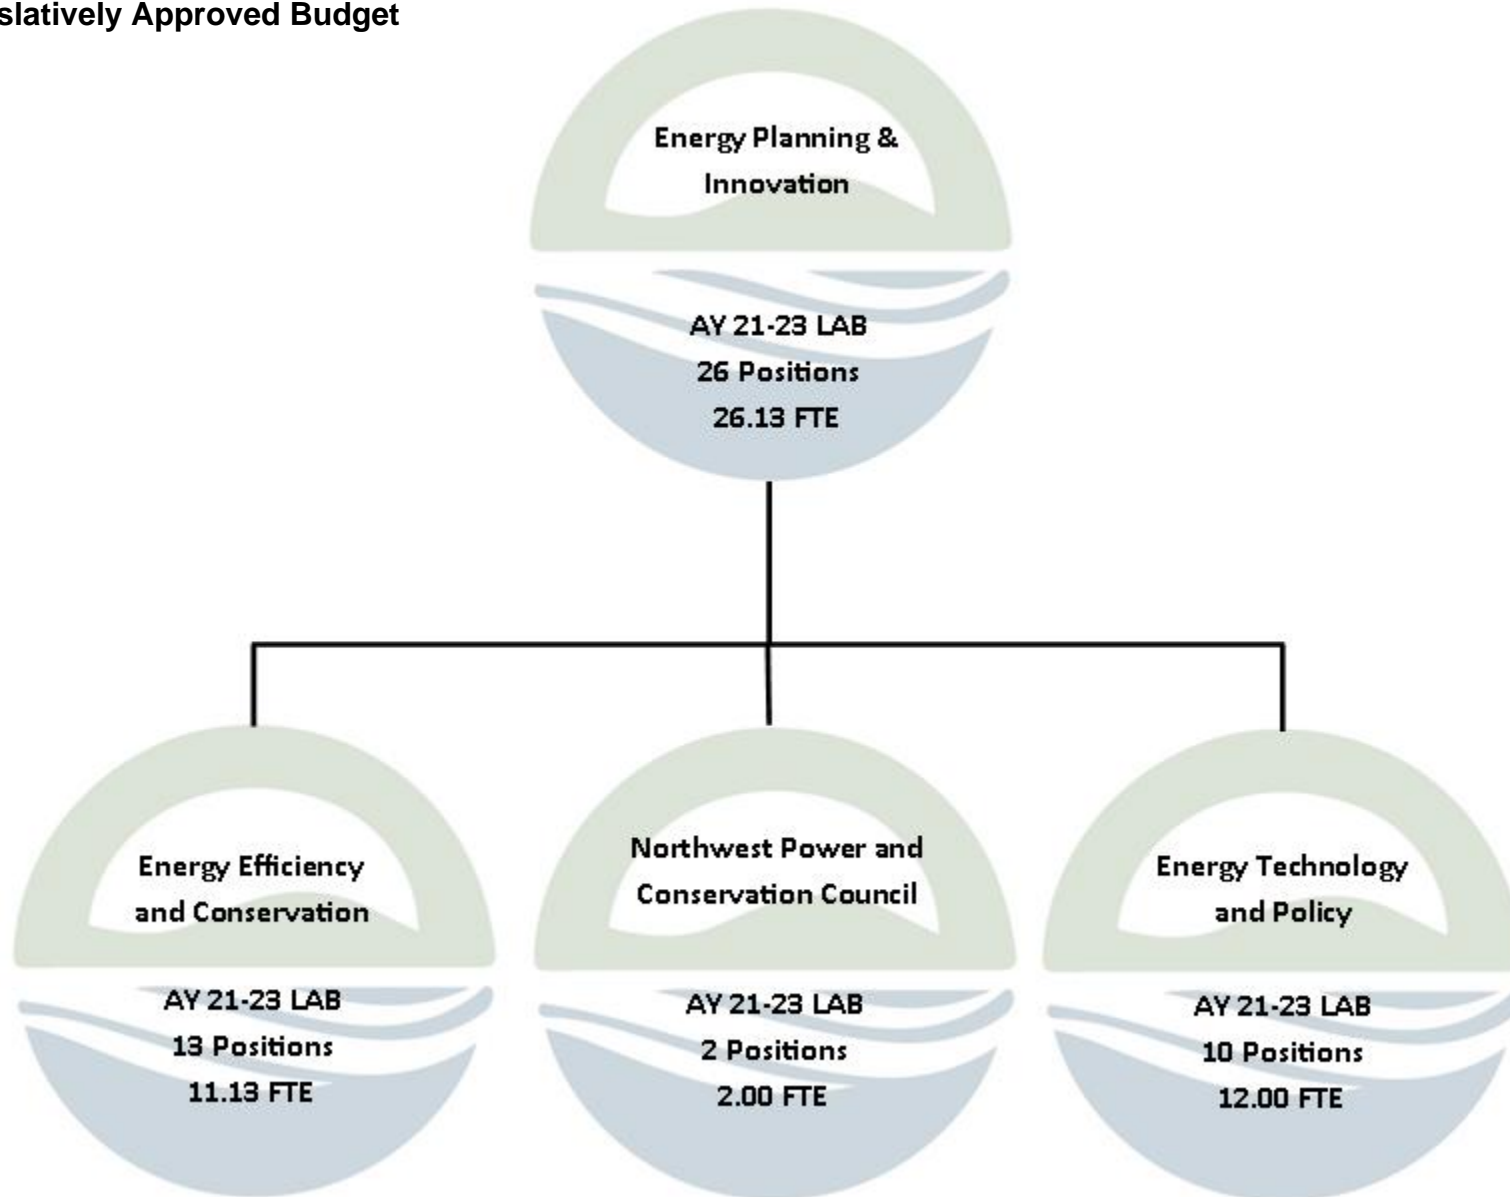 slatively Approved Budget
Energy Planning &
Innovation
AY 21-23 LAB
26 Positions
26.13 FTE
Energy Efficiency
and Conservation
AY 21-23 LAB
13 Positions
11.13 FTE
Northwest Power and
Conservation Council
AY 21-23 LAB
2 Positions
2.00 FTE
Energy Technology
and Policy
AY 21-23 LAB
10 Positions
12.00 FTE